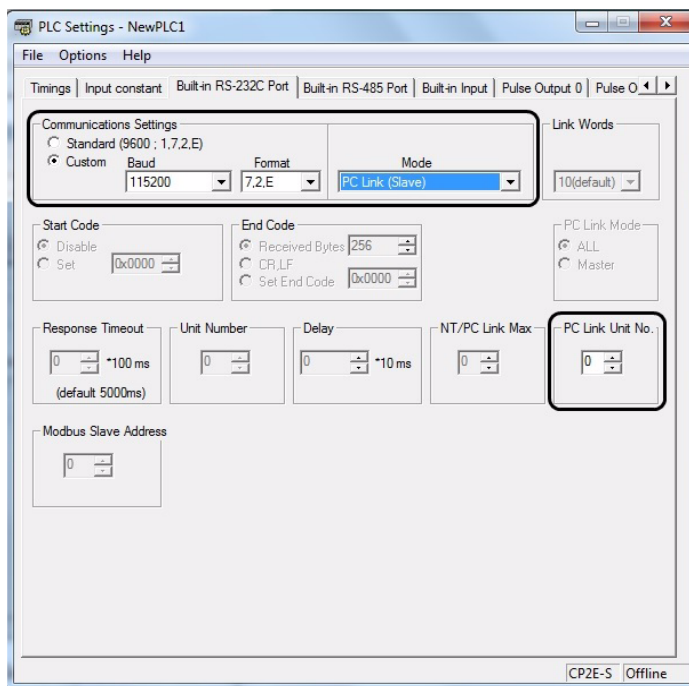 PLC Settings - NewPLC1
File Options Help
Timings Input constant Built-in RS-232C Port Built-in RS-485 Port Built-in Input Pulse Output 0 Pulse O
Communications Settings
Standard (9600 ; 1,7,2,E)
Custom Baud Format Mode
115200 7,2,E PC Link (Slave)
Link Words
10(default)
Start Code
Disable
Set 0x0000
End Code
Received Bytes 256
CR,LF
Set End Code 0x0000
PC Link Mode
ALL
Master
Response Timeout
0 *100 ms
(default 5000ms)
Unit Number
0
Delay
0 *10 ms
NT/PC Link Max
0
PC Link Unit No.
0
Modbus Slave Address
0
CP2E-S Offline